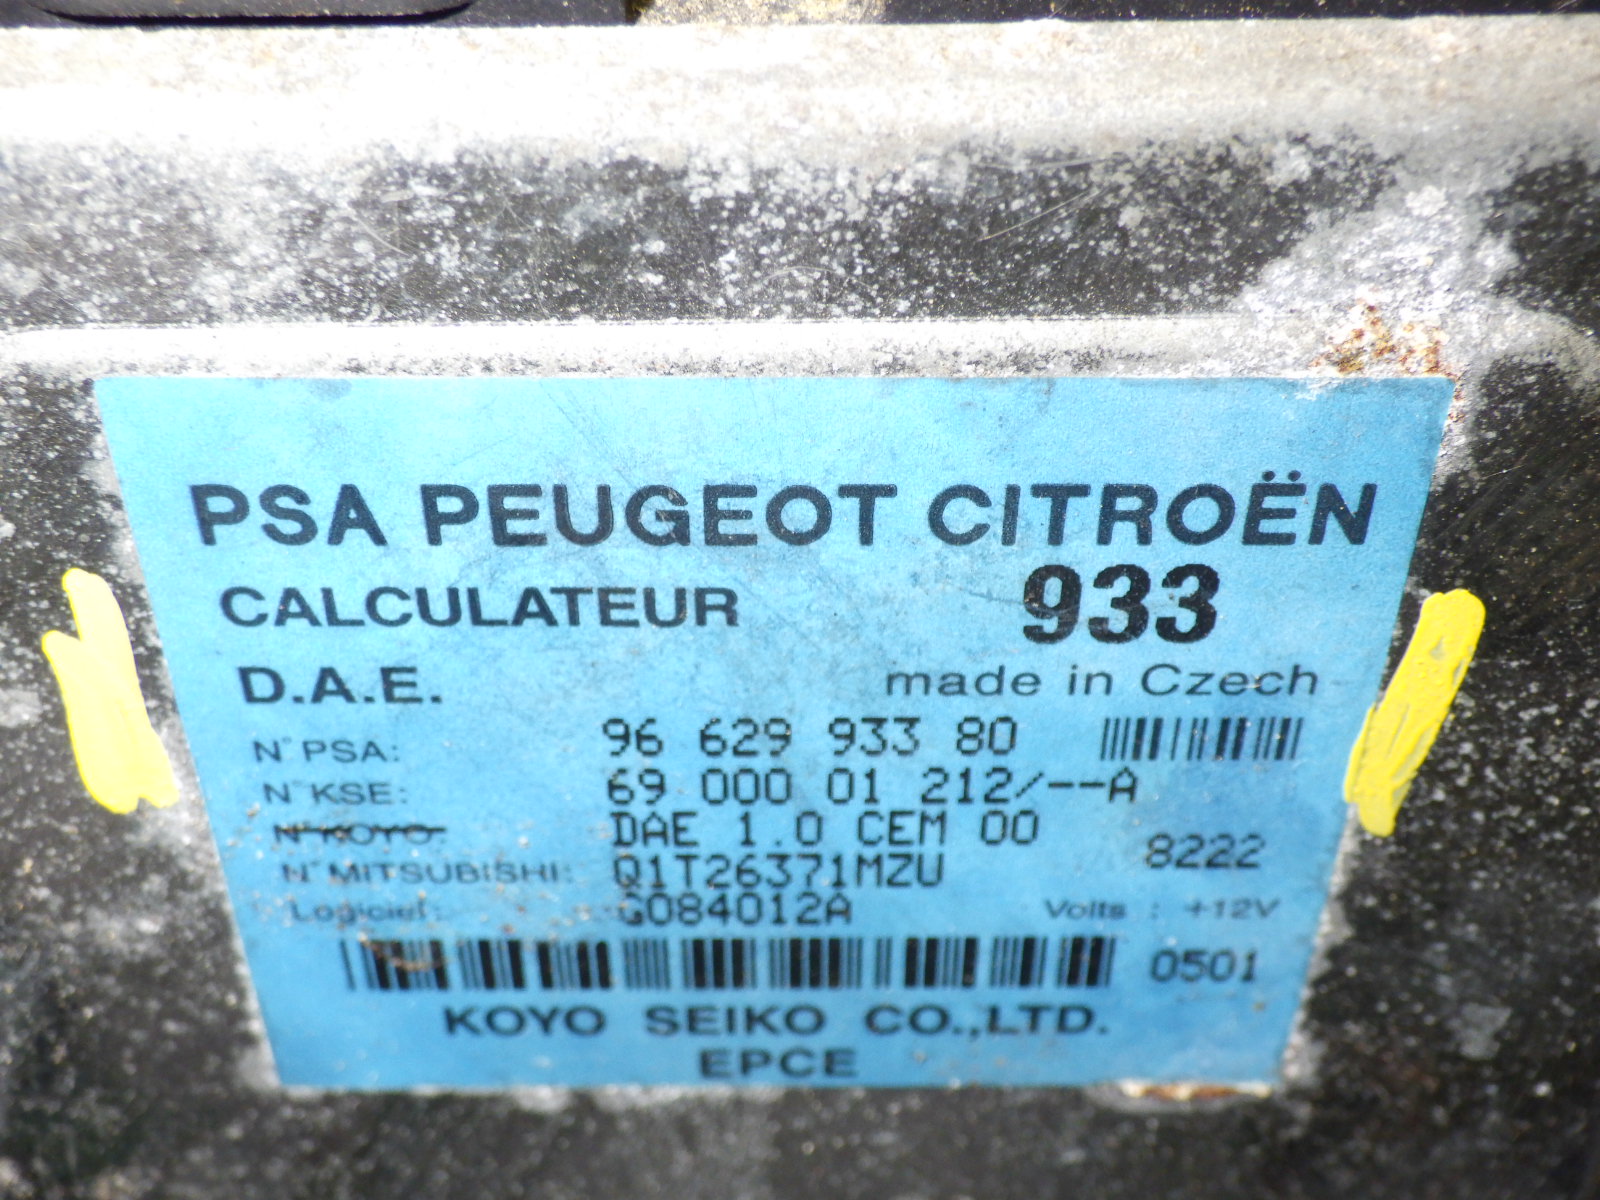 PSA PEUGEOT CITROËN
CALCULATEUR 933
D.A.E. made in Czech
N° PSA: 96 629 933 80
N° KSE: 69 000 01 212/--A
N° KOYO: DAE 1.0 CEM 00
8222
N° MITSUBISHI: Q1T26371MZU
Logiciel: G084012A Volts : +12V
0501
KOYO SEIKO CO.,LTD.
EPCE